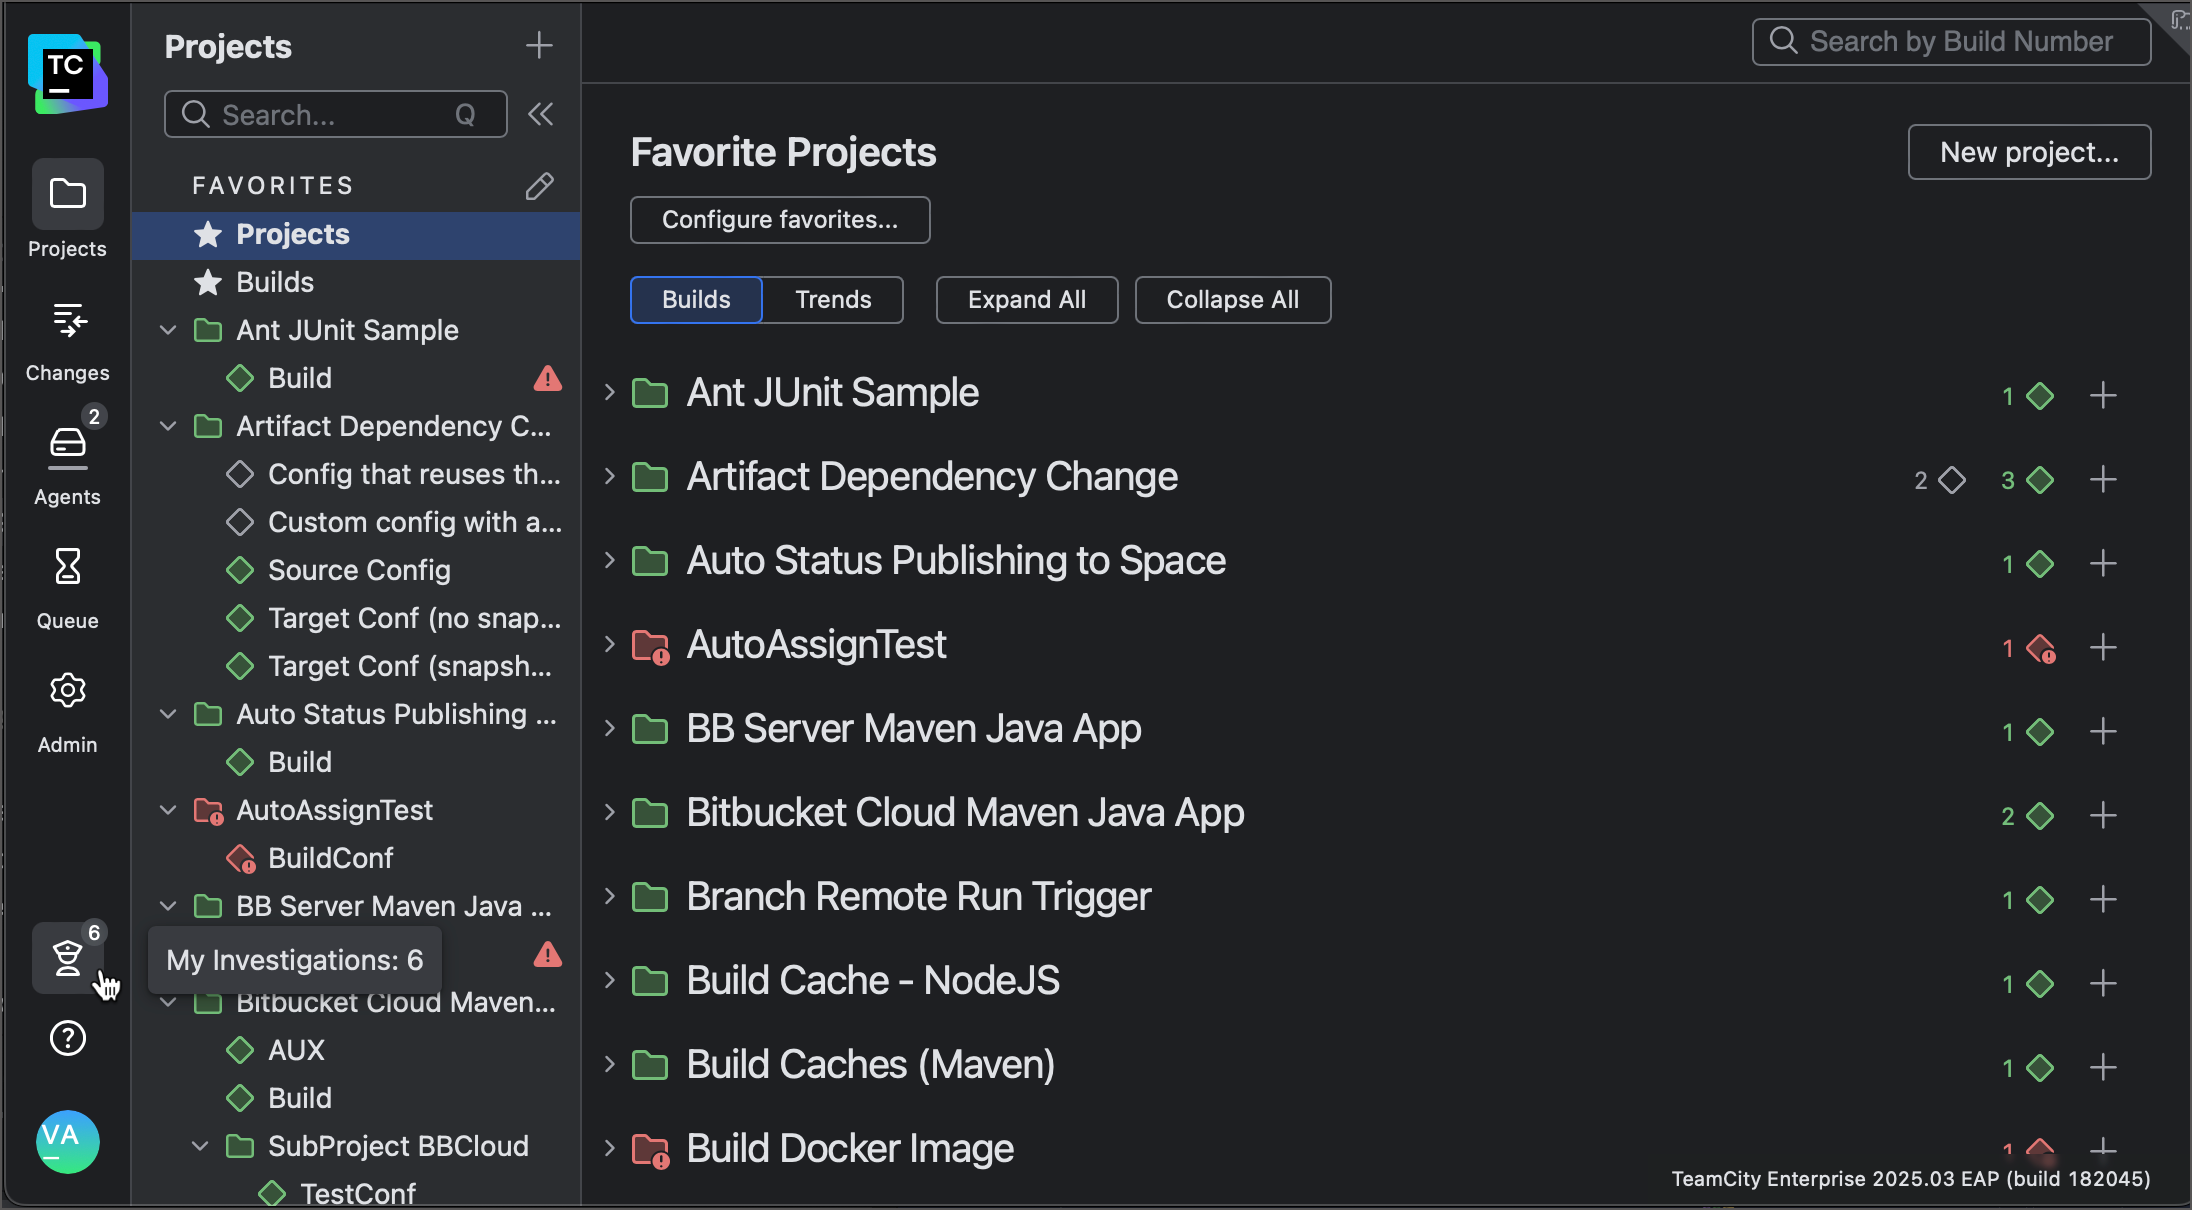 TC
Projects
Changes
2
Agents
Queue
Admin
6
My Investigations: 6
?
VA
Projects
Search...
Q
FAVORITES
Projects
Builds
Ant JUnit Sample
Build
Artifact Dependency C...
Config that reuses th...
Custom config with a...
Source Config
Target Conf (no snap...
Target Conf (snapsh...
Auto Status Publishing ...
Build
AutoAssignTest
BuildConf
BB Server Maven Java ...
Bitbucket Cloud Maven...
AUX
Build
SubProject BBCloud
TestConf
Search by Build Number
Favorite Projects
New project...
Configure favorites...
Builds
Trends
Expand All
Collapse All
Ant JUnit Sample 1
Artifact Dependency Change 2 3
Auto Status Publishing to Space 1
AutoAssignTest 1
BB Server Maven Java App 1
Bitbucket Cloud Maven Java App 2
Branch Remote Run Trigger 1
Build Cache - NodeJS 1
Build Caches (Maven) 1
Build Docker Image 1
TeamCity Enterprise 2025.03 EAP (build 182045)